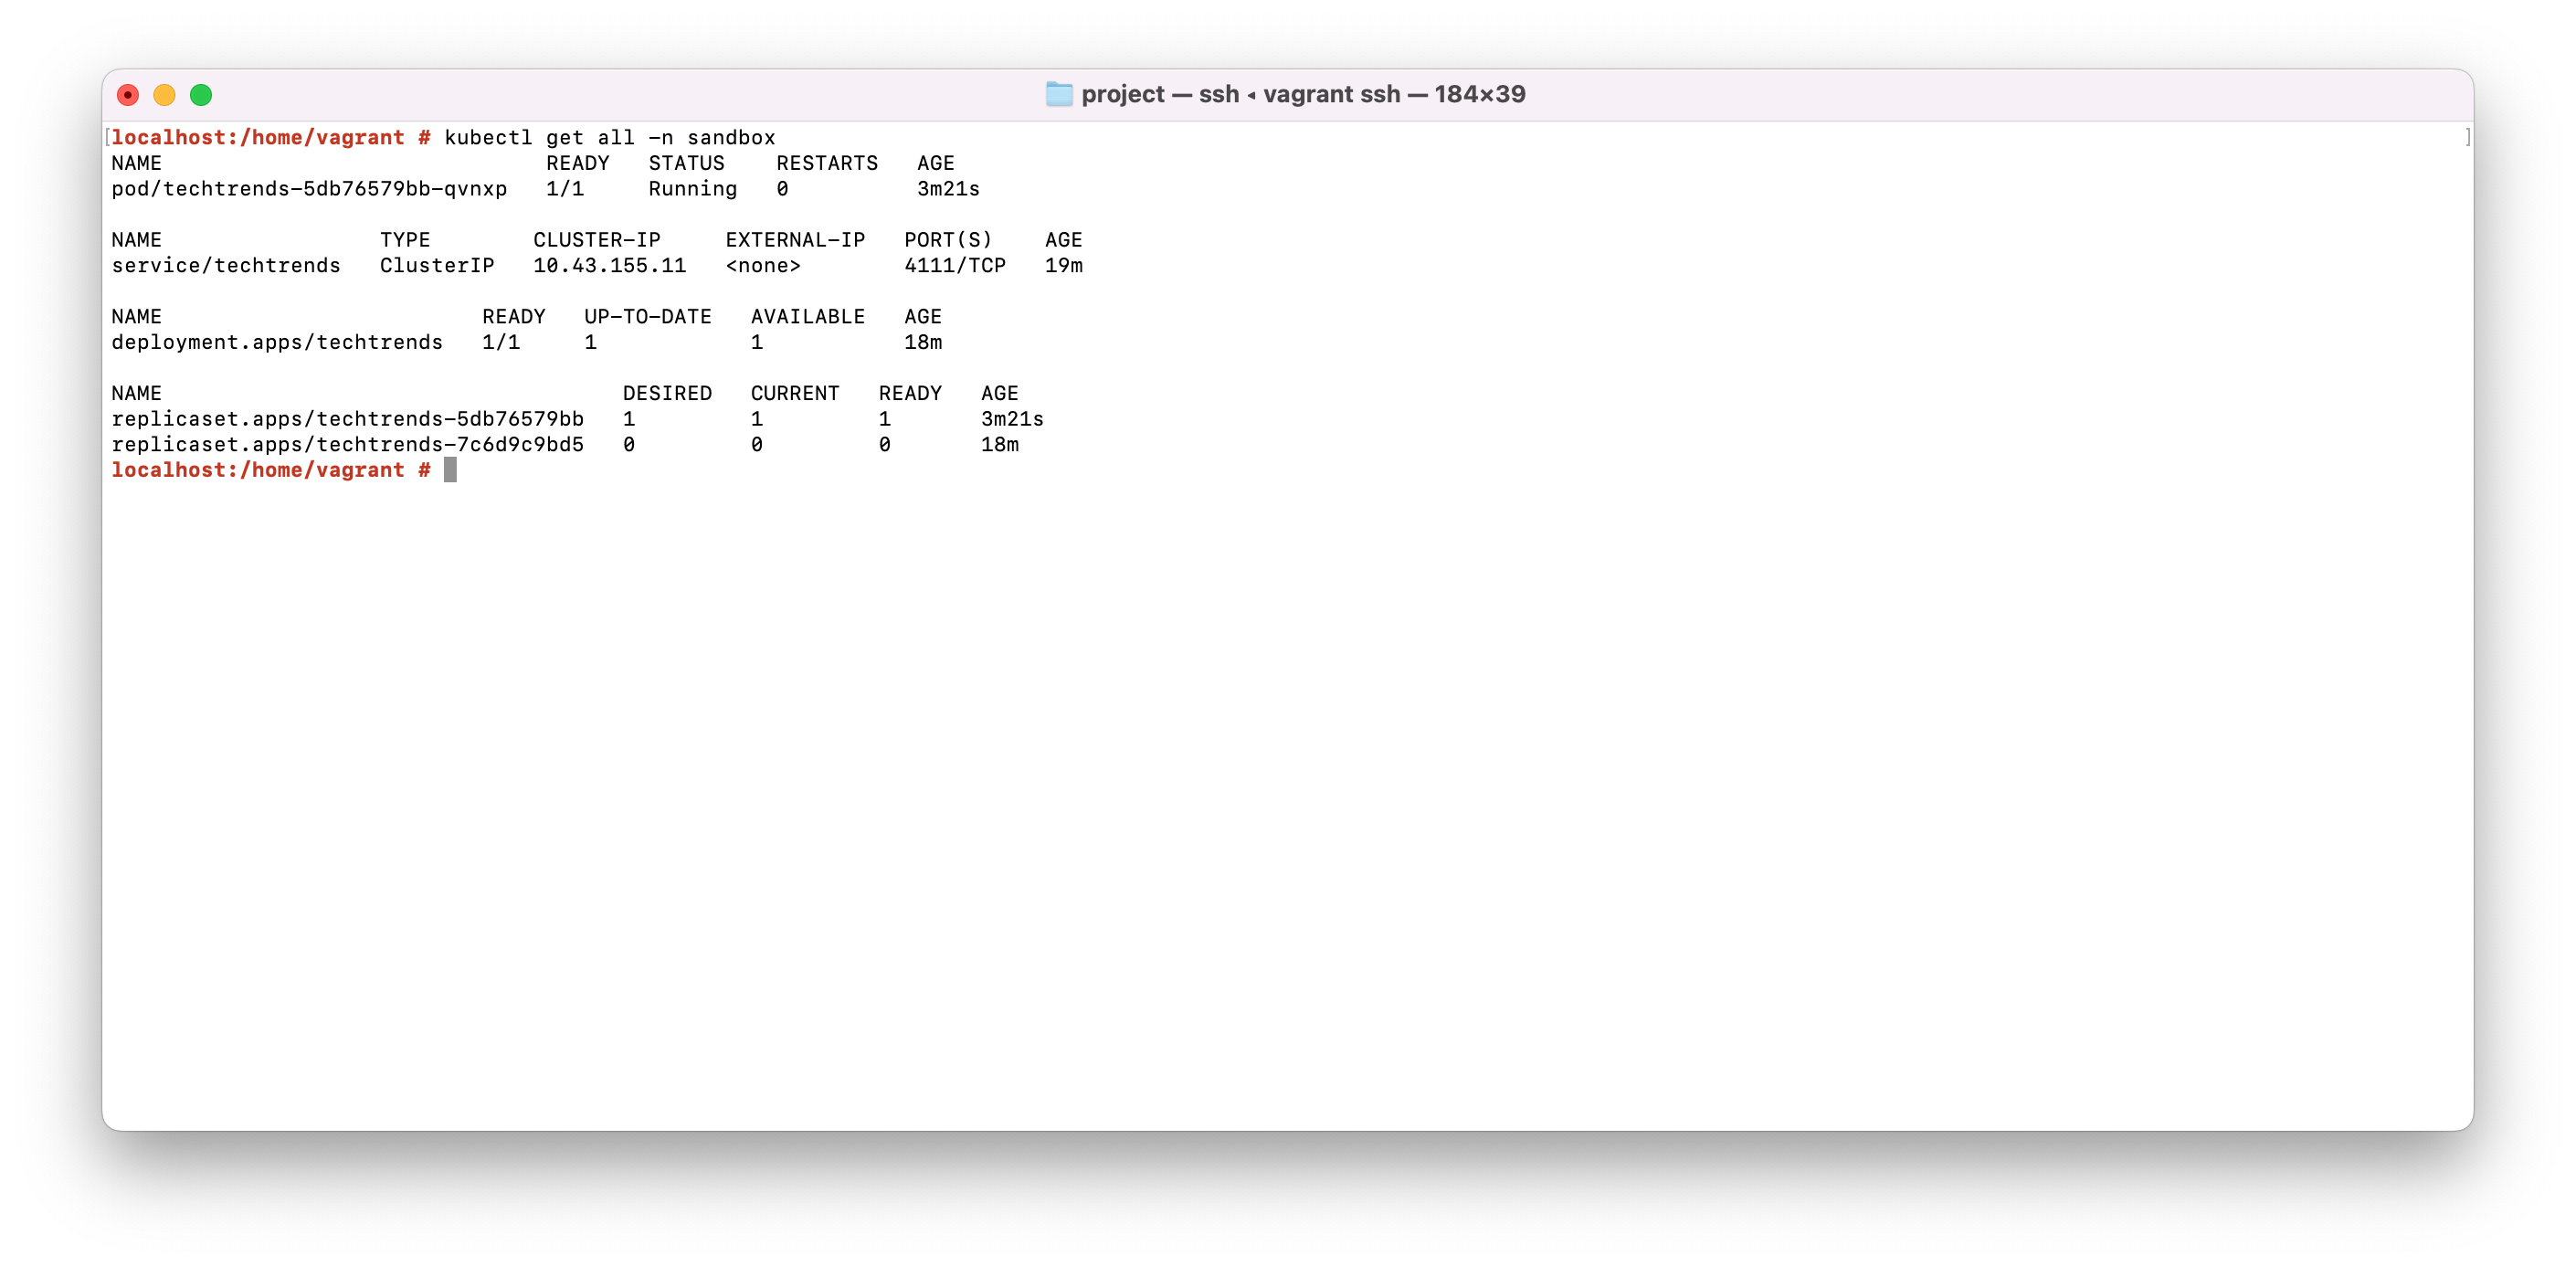 project — ssh ◂ vagrant ssh — 184×39
[localhost:/home/vagrant # kubectl get all -n sandbox ]
NAME                              READY   STATUS    RESTARTS   AGE
pod/techtrends-5db76579bb-qvnxp   1/1     Running   0          3m21s
NAME                 TYPE        CLUSTER-IP     EXTERNAL-IP   PORT(S)    AGE
service/techtrends   ClusterIP   10.43.155.11   <none>        4111/TCP   19m
NAME                         READY   UP-TO-DATE   AVAILABLE   AGE
deployment.apps/techtrends   1/1     1            1           18m
NAME                                    DESIRED   CURRENT   READY   AGE
replicaset.apps/techtrends-5db76579bb   1         1         1       3m21s
replicaset.apps/techtrends-7c6d9c9bd5   0         0         0       18m
localhost:/home/vagrant #